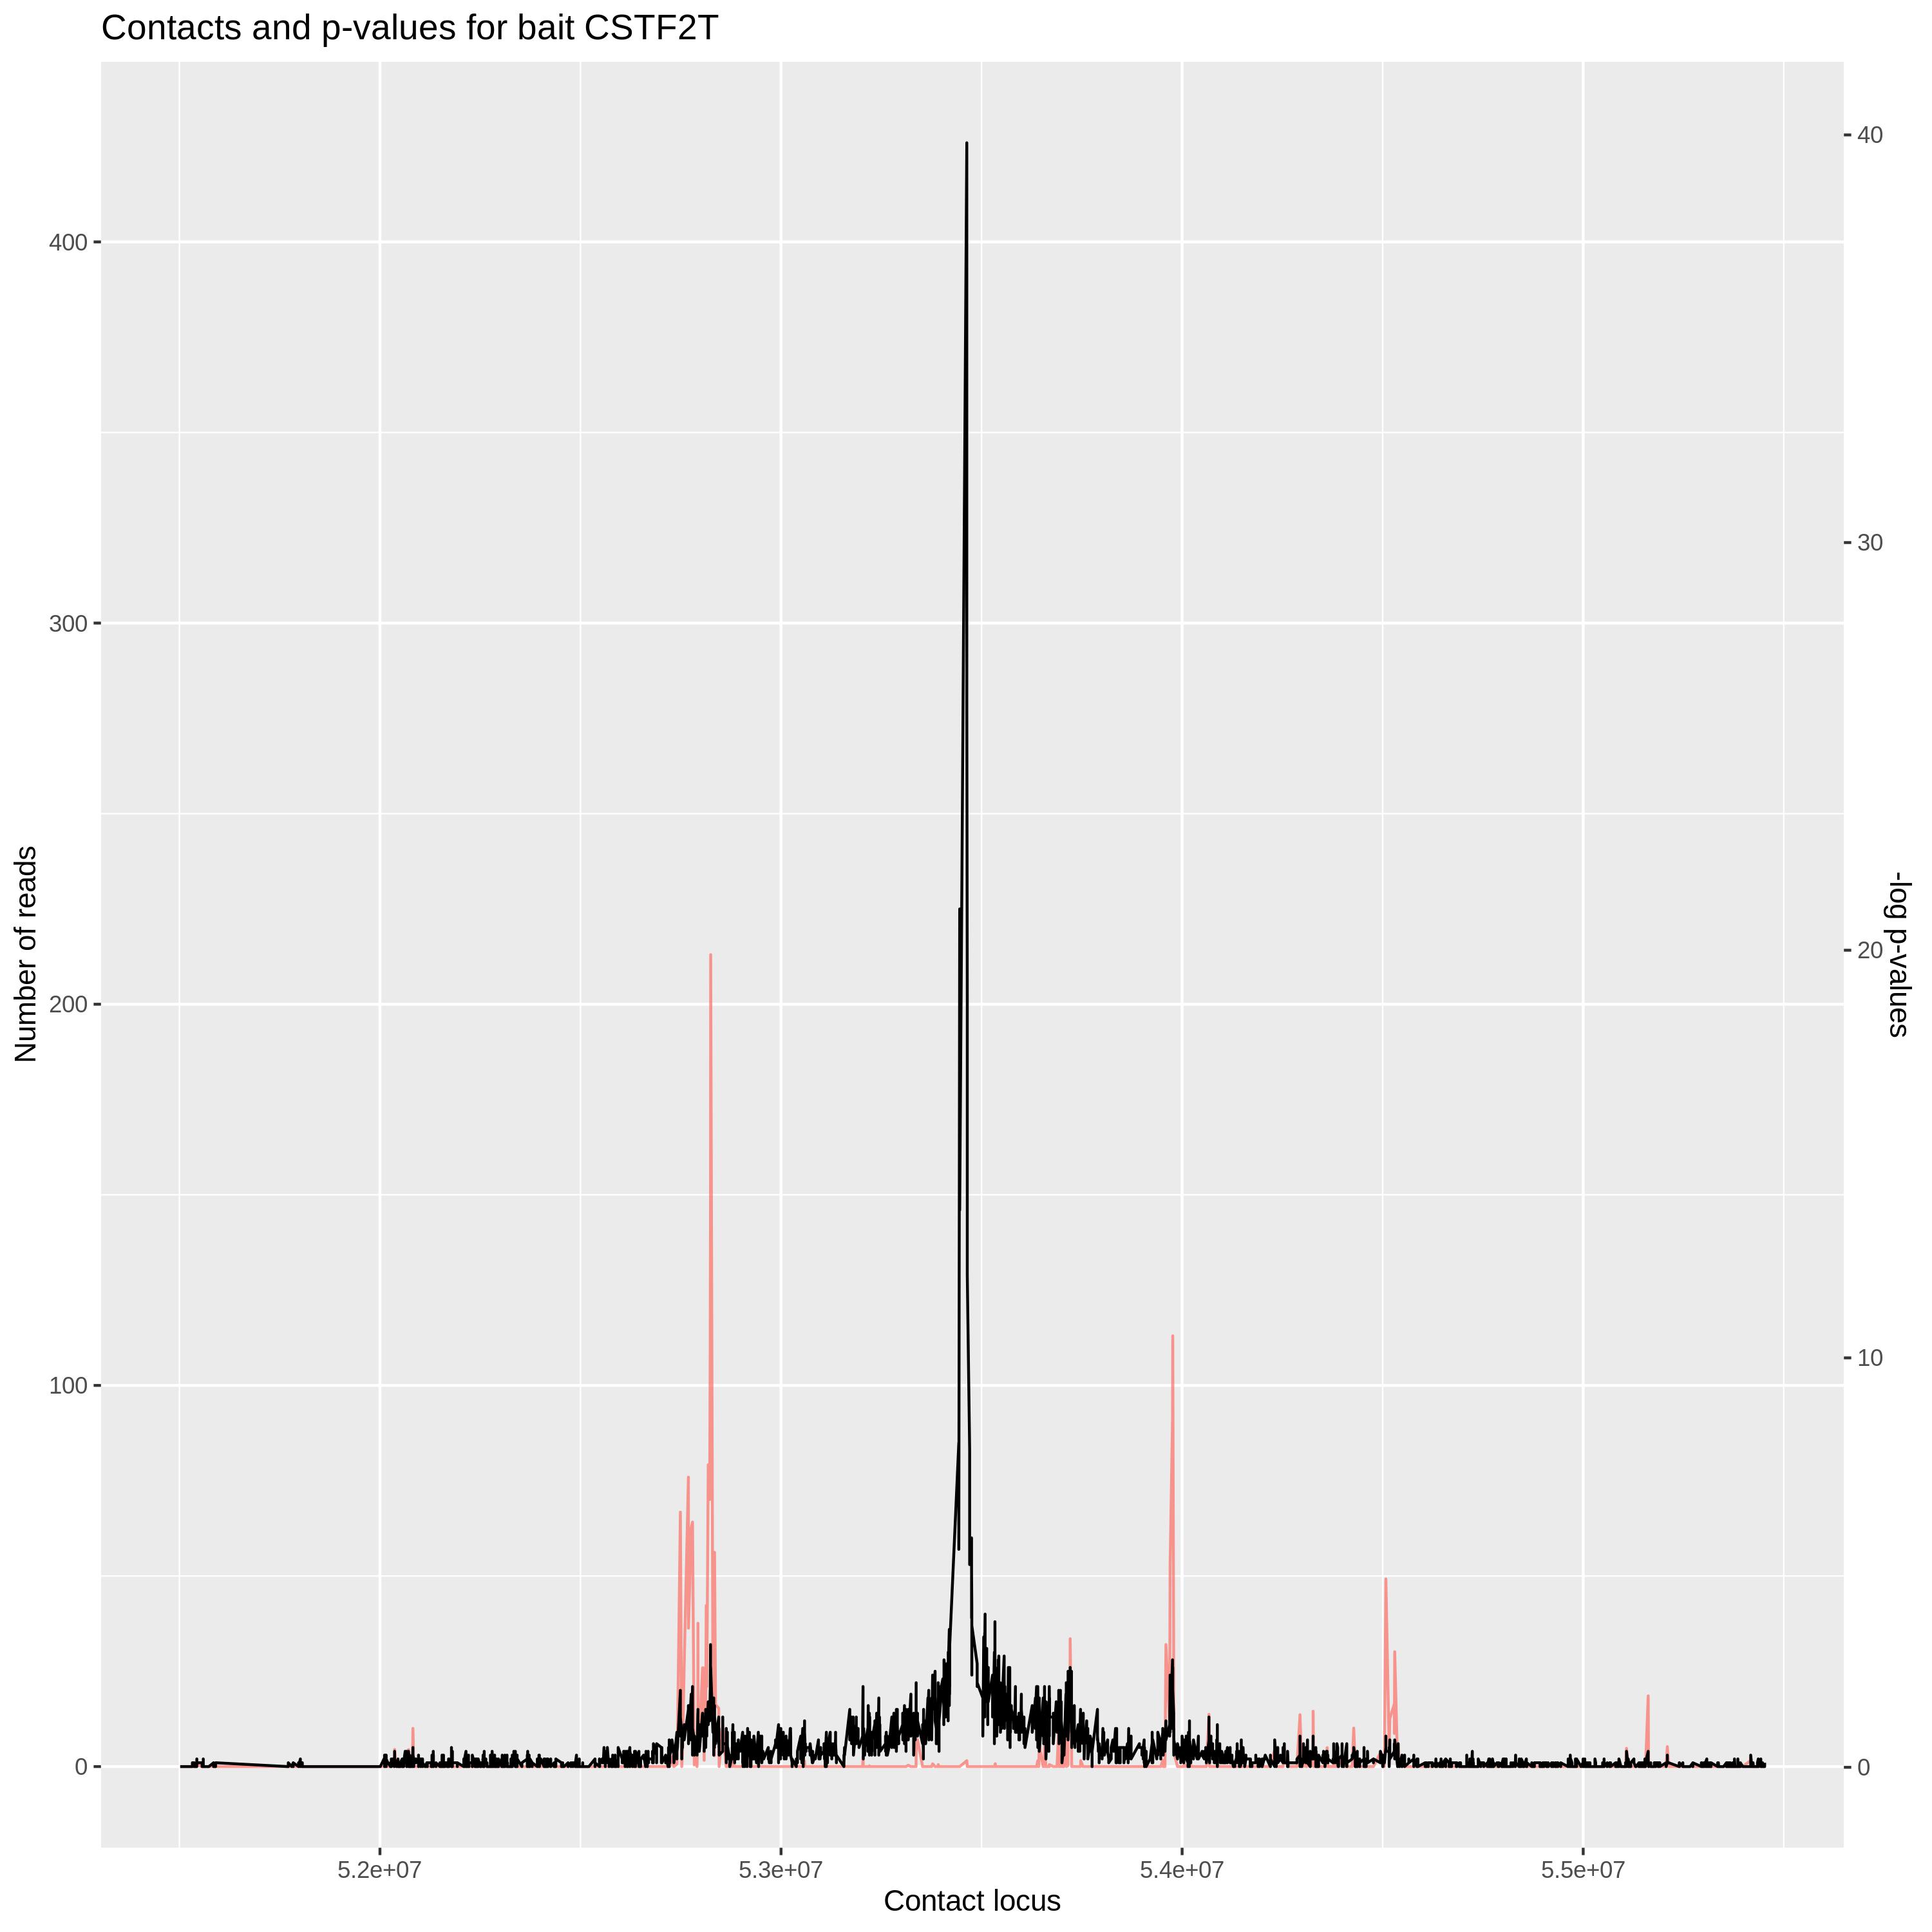 Contacts and p-values for bait CSTF2T
Number of reads
400
300
200
100
0
40
30
20
10
0
-log p-values
5.2e+07
5.3e+07
5.4e+07
5.5e+07
Contact locus